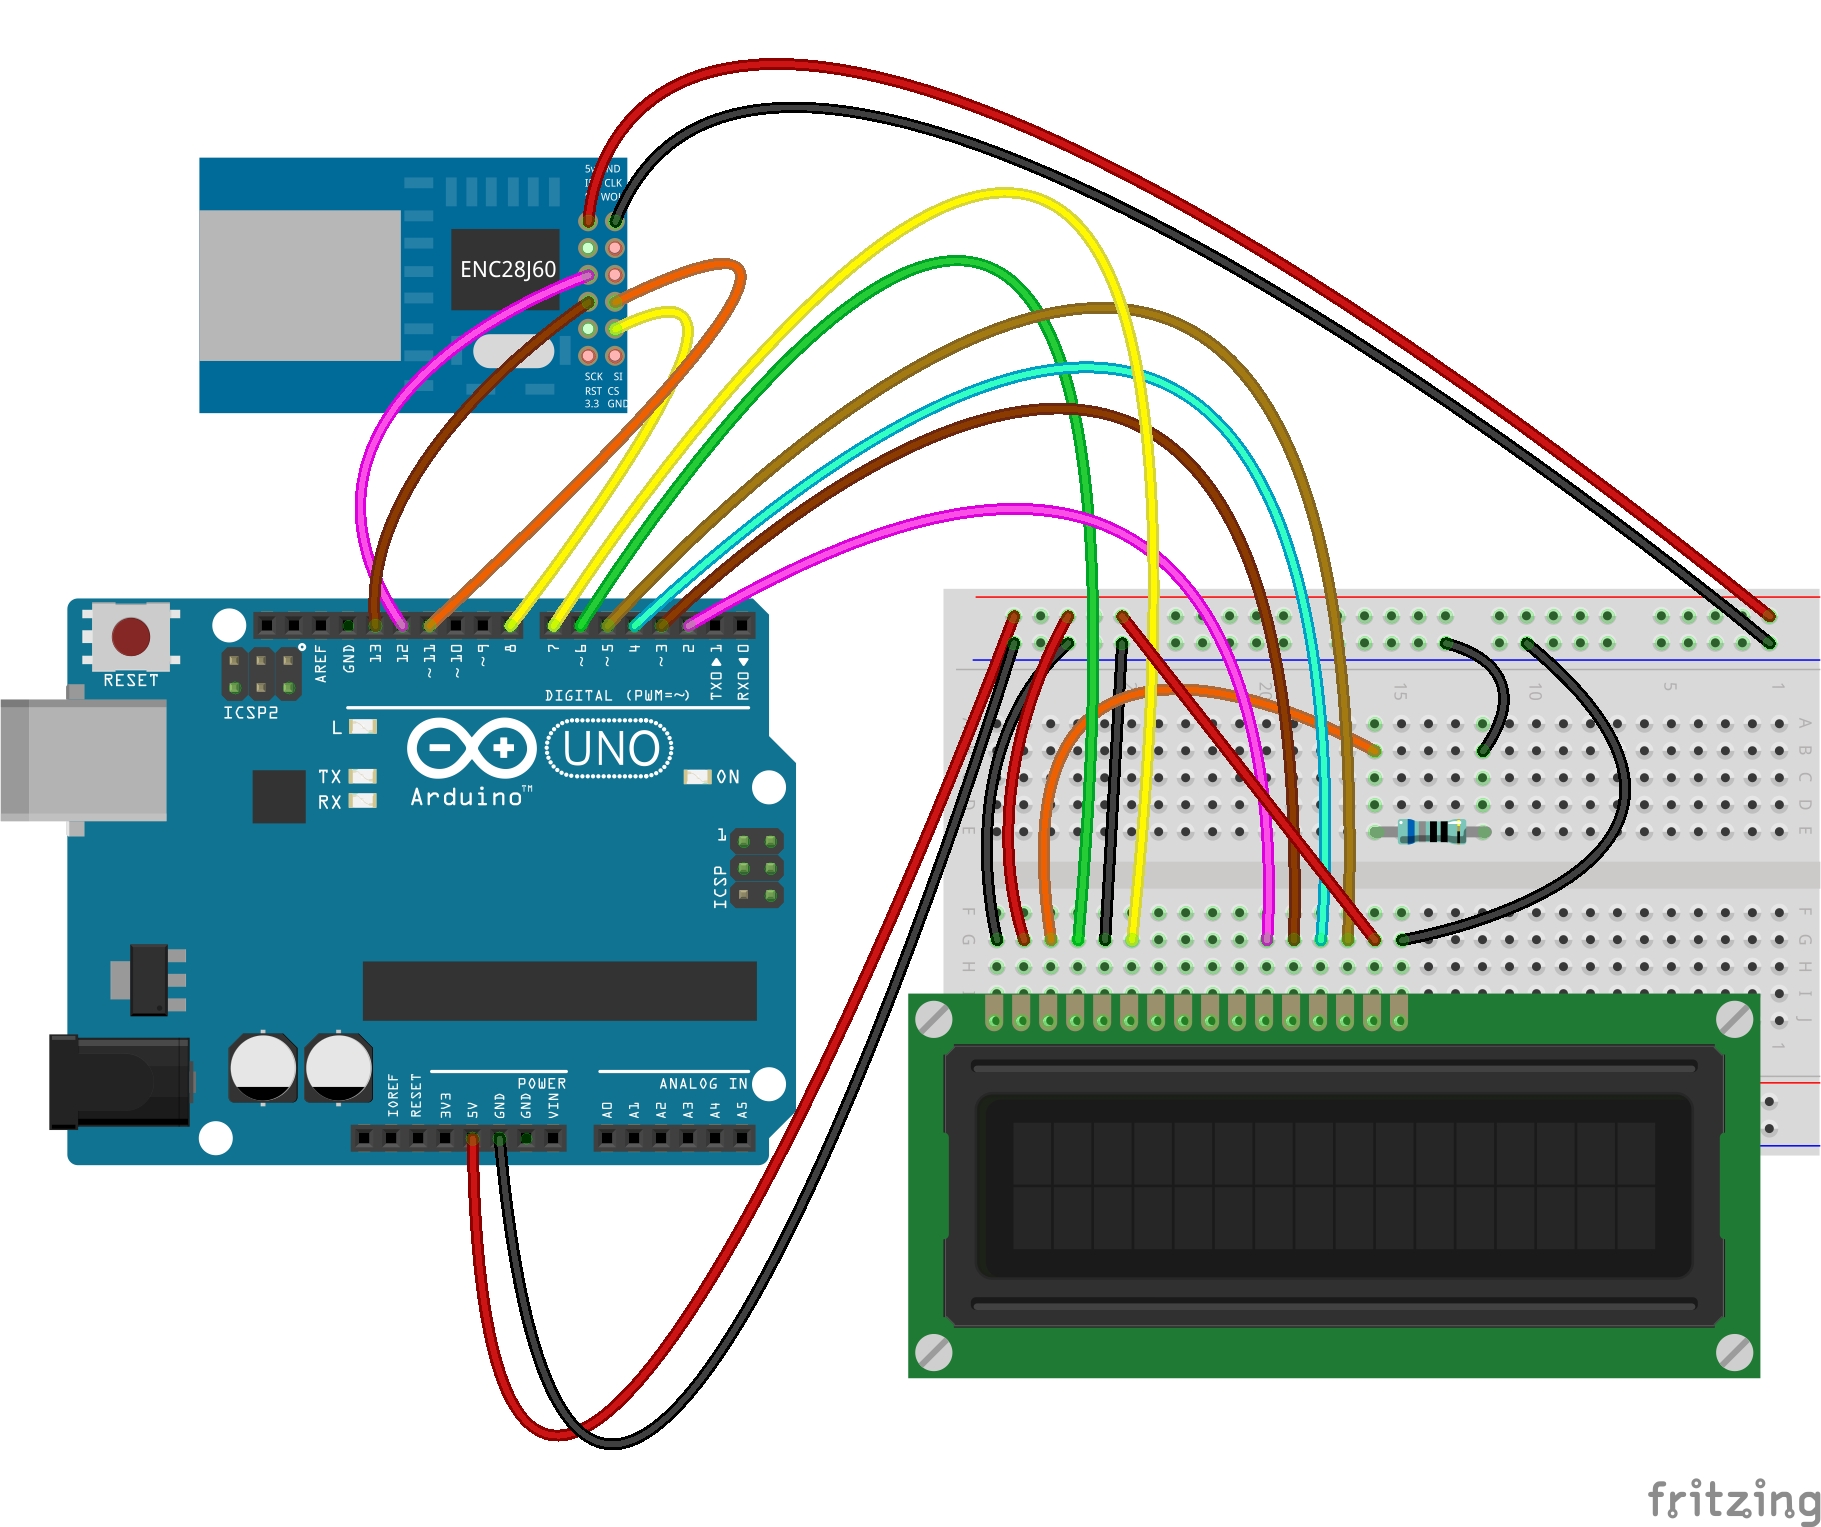 5v GND
CLK
WOL
ENC28J60
SCK SI
RST CS
3.3 GND
RESET
ICSP2
AREF
GND
13
12
~11
~10
~9
8
7
~6
~5
4
~3
2
TX0▶1
RX0◀0
DIGITAL (PWM=~)
L
TX
RX
UNO
ON
Arduino™
1
ICSP
IOREF
RESET
3V3
5V
GND
GND
VIN
POWER
A0
A1
A2
A3
A4
A5
ANALOG IN
20
15
10
5
1
A
B
C
D
E
F
G
H
I
J
A
B
C
D
E
F
G
H
1
fritzing